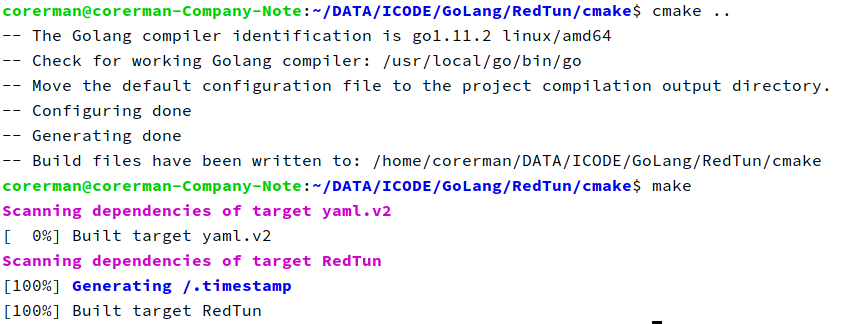 corerman@corerman-Company-Note:~/DATA/ICODE/GoLang/RedTun/cmake$ cmake ..
-- The Golang compiler identification is go1.11.2 linux/amd64
-- Check for working Golang compiler: /usr/local/go/bin/go
-- Move the default configuration file to the project compilation output directory.
-- Configuring done
-- Generating done
-- Build files have been written to: /home/corerman/DATA/ICODE/GoLang/RedTun/cmake
corerman@corerman-Company-Note:~/DATA/ICODE/GoLang/RedTun/cmake$ make
Scanning dependencies of target yaml.v2
[  0%] Built target yaml.v2
Scanning dependencies of target RedTun
[100%] Generating /.timestamp
[100%] Built target RedTun